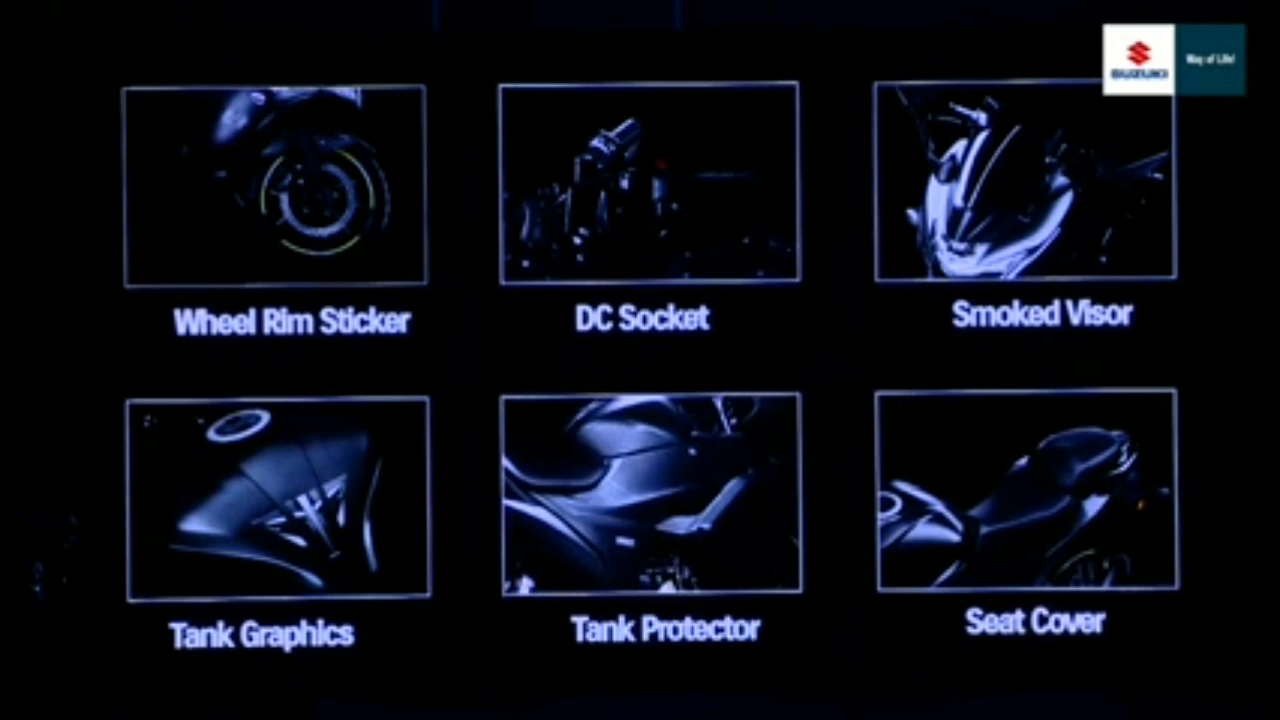 SUZUKI
Way of Life!
Wheel Rim Sticker
DC Socket
Smoked Visor
Tank Graphics
Tank Protector
Seat Cover